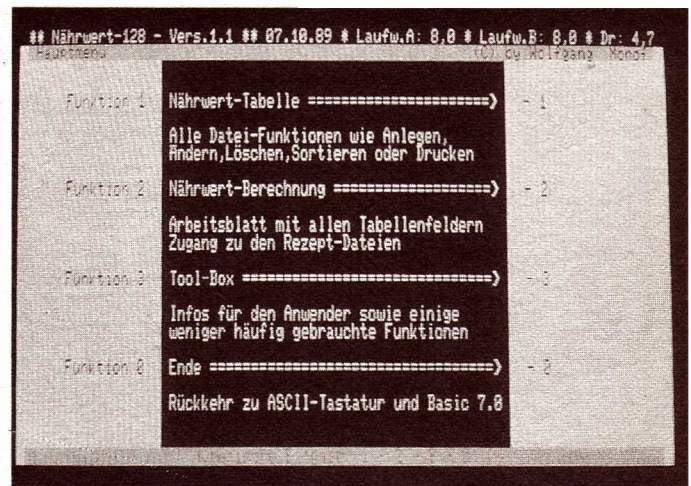 ## Nährwert-128 - Vers.1.1 ## 07.10.89 # Laufw.A: 8,0 # Laufw.B: 8,0 # Dr: 4,7
Hauptmenü (C) by Wolfgang
Funktion 1 Nährwert-Tabelle ======================> - 1
Alle Datei-Funktionen wie Anlegen,
Ändern,Löschen,Sortieren oder Drucken
Funktion 2 Nährwert-Berechnung ===================> - 2
Arbeitsblatt mit allen Tabellenfeldern
Zugang zu den Rezept-Dateien
Funktion 3 Tool-Box ==============================> - 3
Infos für den Anwender sowie einige
weniger häufig gebrauchte Funktionen
Funktion 0 Ende ==================================> - 0
Rückkehr zu ASCII-Tastatur und Basic 7.0